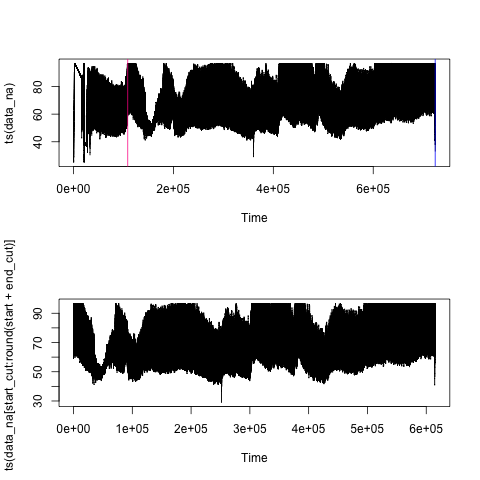 ts(data_na)
40 60 80
0e+00 2e+05 4e+05 6e+05
Time
ts(data_na[start_cut:round(start + end_cut)]
30 50 70 90
0e+00 1e+05 2e+05 3e+05 4e+05 5e+05 6e+05
Time